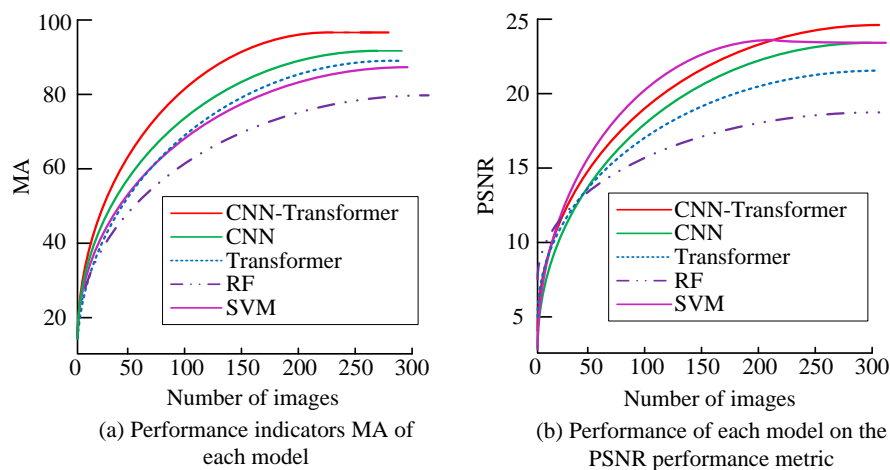 100
80
60
40
20
0
50
100
150
200
250
300
MA
Number of images
CNN-Transformer
CNN
Transformer
RF
SVM
(a) Performance indicators MA of
each model
25
20
15
10
5
0
50
100
150
200
250
300
PSNR
Number of images
CNN-Transformer
CNN
Transformer
RF
SVM
(b) Performance of each model on the
PSNR performance metric